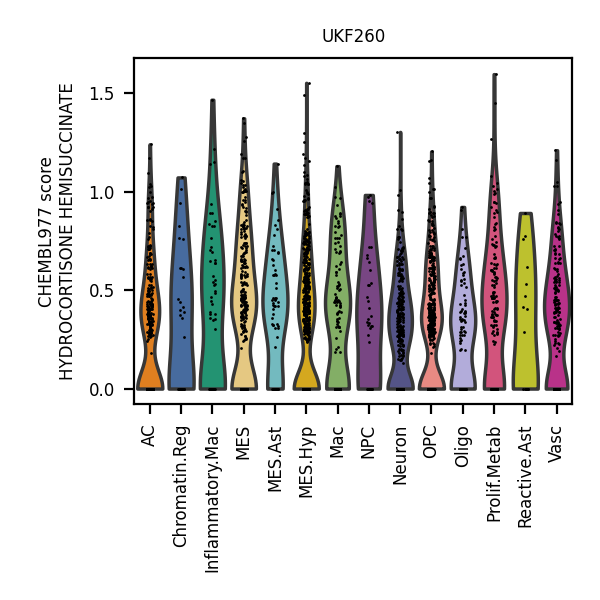 UKF260
CHEMBL977 score
HYDROCORTISONE HEMISUCCINATE
1.5
1.0
0.5
0.0
AC
Chromatin.Reg
Inflammatory.Mac
MES
MES.Ast
MES.Hyp
Mac
NPC
Neuron
OPC
Oligo
Prolif.Metab
Reactive.Ast
Vasc